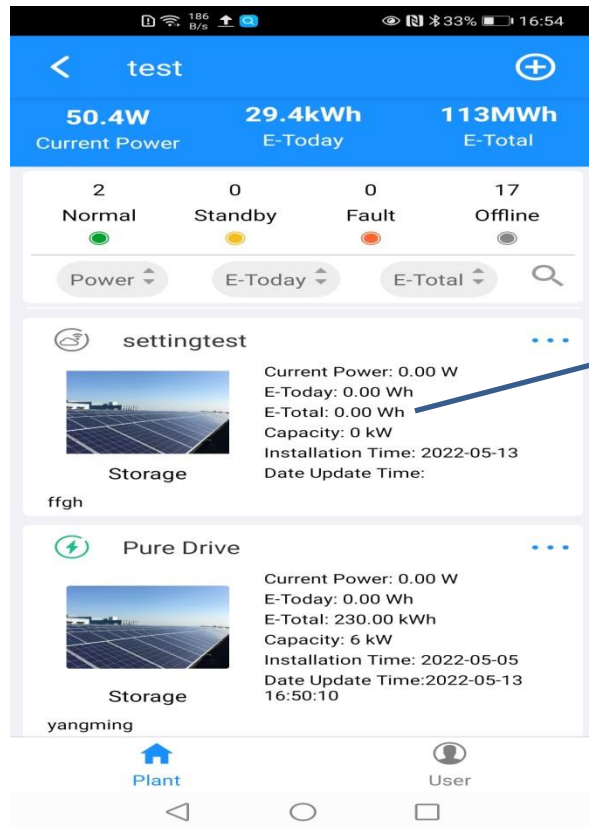 186
B/s
33%
16:54
test
50.4W
29.4kWh
113MWh
Current Power
E-Today
E-Total
2
0
0
17
Normal
Standby
Fault
Offline
Power
E-Today
E-Total
settingtest
Current Power: 0.00 W
E-Today: 0.00 Wh
E-Total: 0.00 Wh
Capacity: 0 kW
Installation Time: 2022-05-13
Date Update Time:
Storage
ffgh
Pure Drive
Current Power: 0.00 W
E-Today: 0.00 Wh
E-Total: 230.00 kWh
Capacity: 6 kW
Installation Time: 2022-05-05
Date Update Time:2022-05-13
16:50:10
Storage
yangming
Plant
User